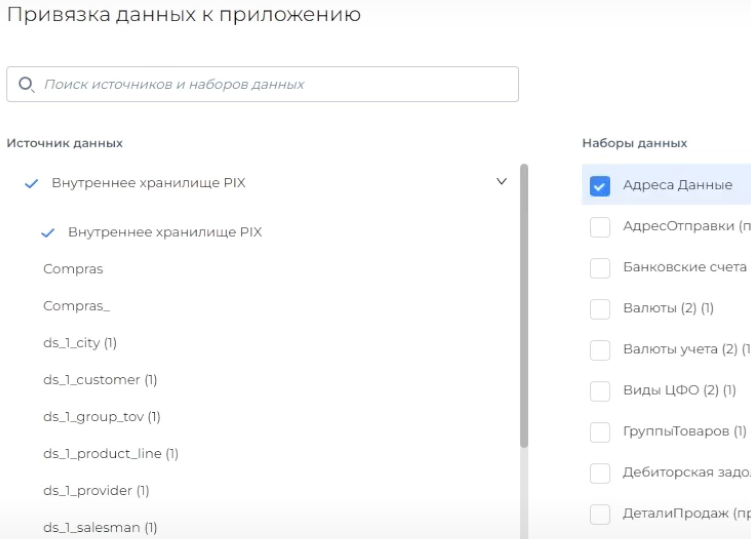 Привязка данных к приложению
Поиск источников и наборов данных
Источник данных
Внутреннее хранилище PIX
Внутреннее хранилище PIX
Compras
Compras_
ds_1_city (1)
ds_1_customer (1)
ds_1_group_tov (1)
ds_1_product_line (1)
ds_1_provider (1)
ds_1_salesman (1)
Наборы данных
Адреса Данные
АдресОтправки (п
Банковские счета
Валюты (2) (1)
Валюты учета (2) (1
Виды ЦФО (2) (1)
ГруппыТоваров (1)
Дебиторская задол
ДеталиПродаж (пр